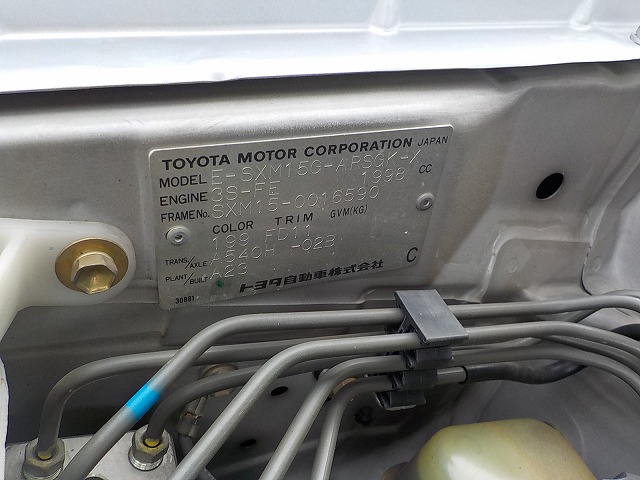 TOYOTA MOTOR CORPORATION JAPAN
MODEL E-SXM15G-APSGK-X
ENGINE 3S-FE 1998 CC
FRAME No. SXM15-0016590
COLOR TRIM GVM(KG)
199 FD11
TRANS/AXLE A540H -02B
PLANT/BUILT A23
30881 トヨタ自動車株式会社 C